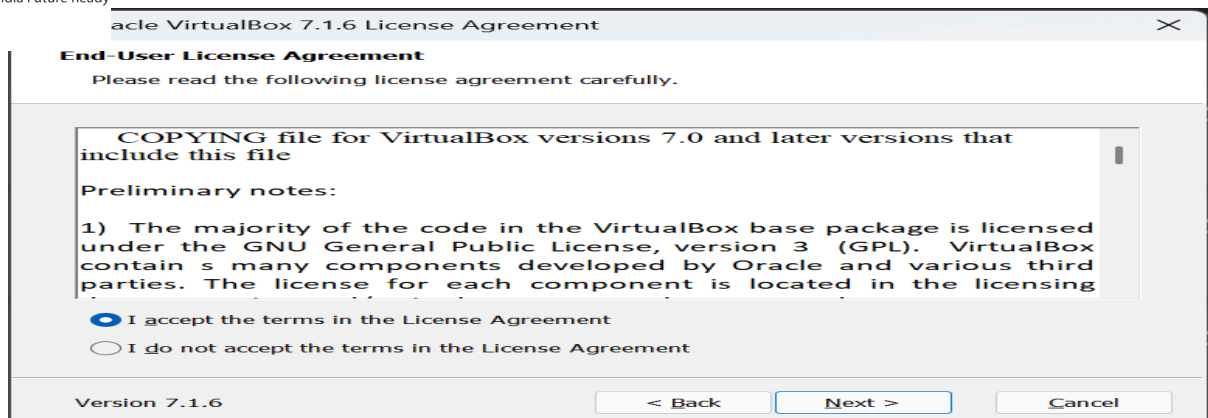 Future Ready
acle VirtualBox 7.1.6 License Agreement
End-User License Agreement
Please read the following license agreement carefully.
COPYING file for VirtualBox versions 7.0 and later versions that
include this file
Preliminary notes:
1) The majority of the code in the VirtualBox base package is licensed
under the GNU General Public License, version 3 (GPL). VirtualBox
contain s many components developed by Oracle and various third
parties. The license for each component is located in the licensing
I accept the terms in the License Agreement
I do not accept the terms in the License Agreement
Version 7.1.6
< Back
Next >
Cancel